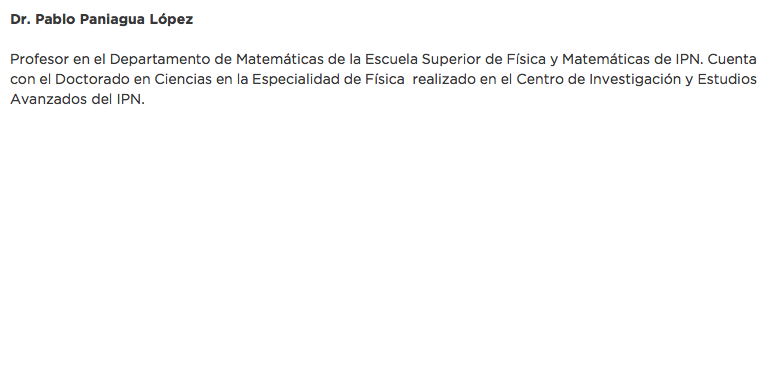 Dr. Pablo Paniagua López
Profesor en el Departamento de Matemáticas de la Escuela Superior de Física y Matemáticas de IPN. Cuenta
con el Doctorado en Ciencias en la Especialidad de Física  realizado en el Centro de Investigación y Estudios
Avanzados del IPN.